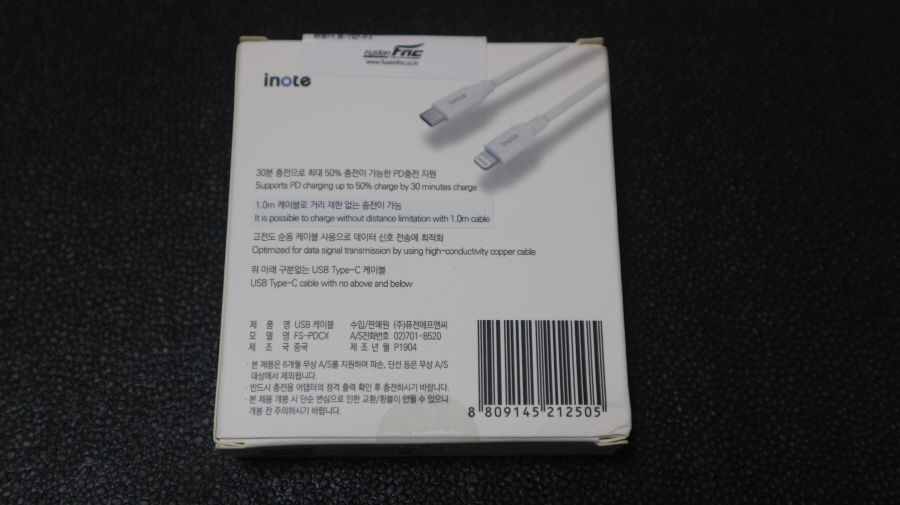 Fusion FNC
www.fusionfnc.co.kr
inote
inote
inote
30분 충전으로 최대 50% 충전이 가능한 PD충전 지원
Supports PD charging up to 50% charge by 30 minutes charge
1.0m 케이블로 거리 제한 없는 충전이 가능
It is possible to charge without distance limitation with 1.0m cable
고전도 순동 케이블 사용으로 데이터 신호 전송에 최적화
Optimized for data signal transmission by using high-conductivity copper cable
위 아래 구분없는 USB Type-C 케이블
USB Type-C cable with no above and below
제 품 명 USB 케이블 수입/판매원 (주)퓨전에프앤씨
모 델 명 FS-PDCX A/S전화번호 02)701-8520
제 조 국 중국 제 조 년 월 P1904
· 본 제품은 6개월 무상 A/S를 지원하며 파손, 단선 등은 무상 A/S
대상에서 제외됩니다.
· 반드시 충전용 어댑터의 정격 출력 확인 후 충전하시기 바랍니다.
· 본 제품 개봉 시 단순 변심으로 인한 교환/환불이 안될 수 있으니
개봉 전 주의하시기 바랍니다.
8 809145 212505